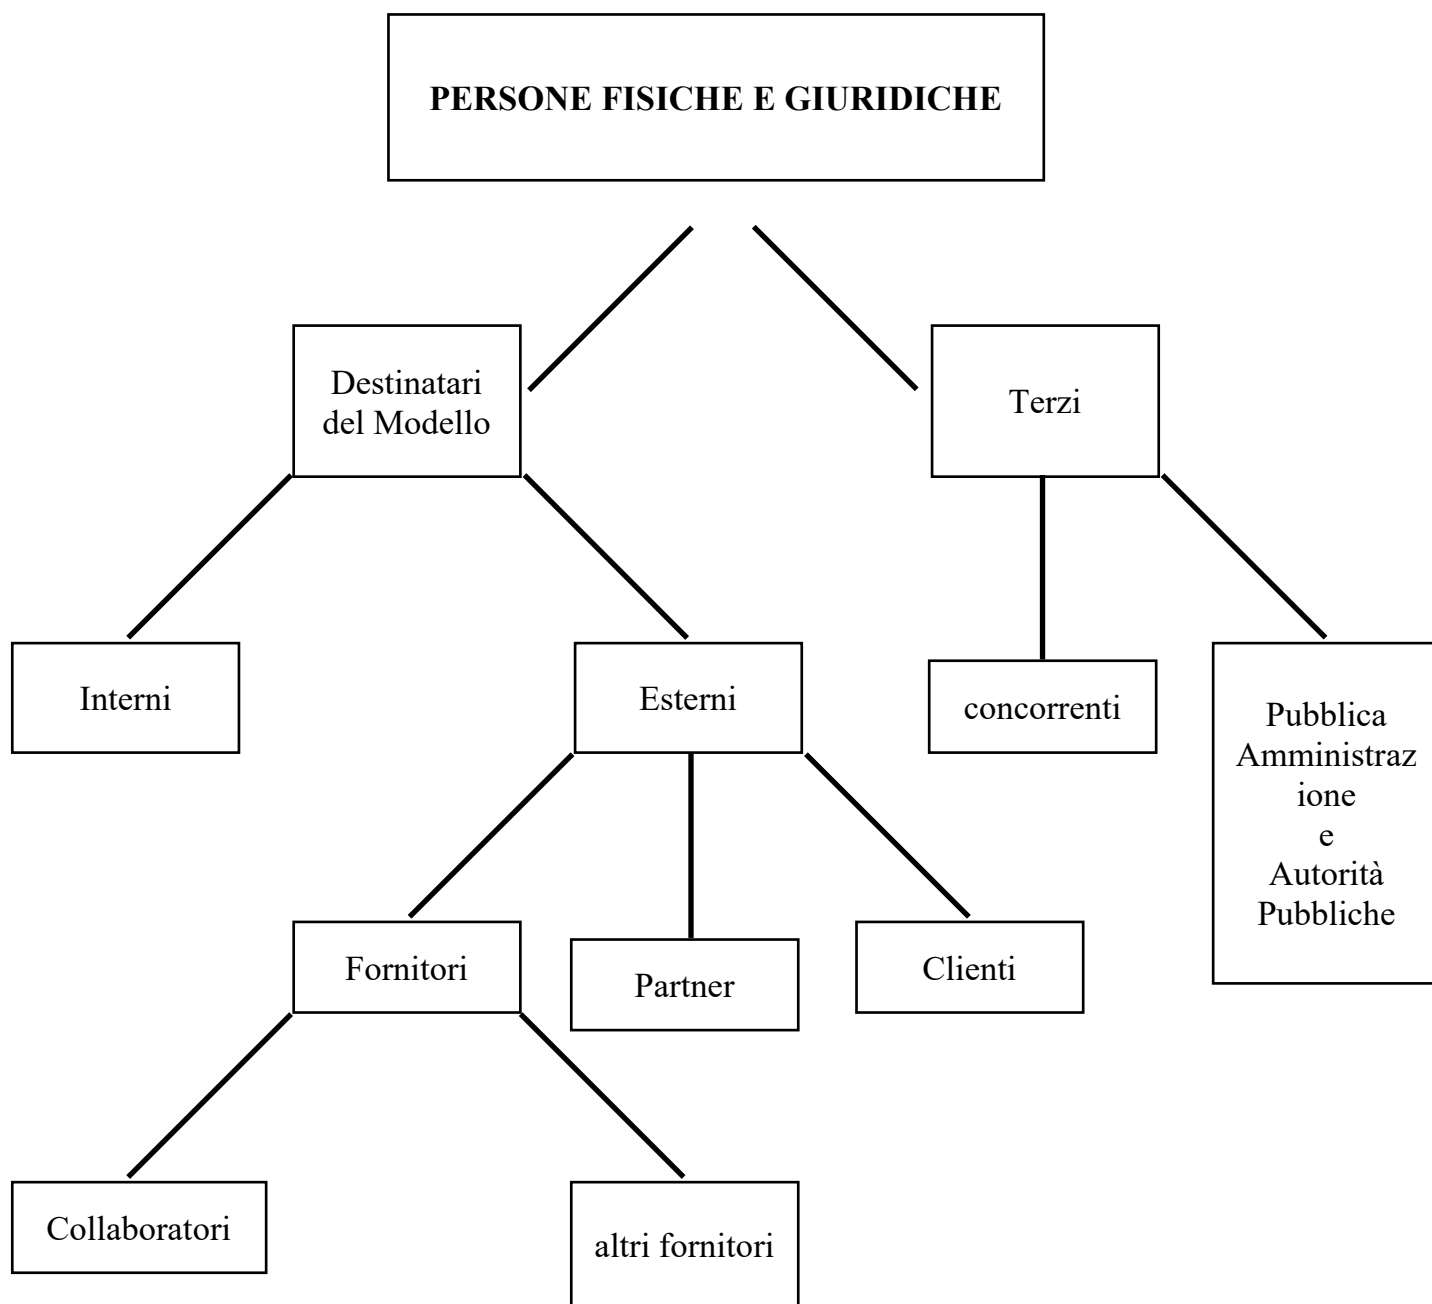 PERSONE FISICHE E GIURIDICHE
Destinatari
del Modello
Terzi
Interni
Esterni
concorrenti
Pubblica
Amministraz
ione
e
Autorità
Pubbliche
Fornitori
Partner
Clienti
Collaboratori
altri fornitori